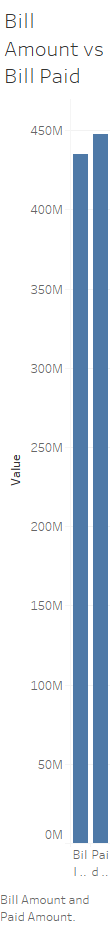 Bill
Amount vs
Bill Paid
450M
400M
350M
300M
250M
200M
150M
100M
50M
0M
Value
Bil Pai
l .. d ..
Bill Amount and
Paid Amount.